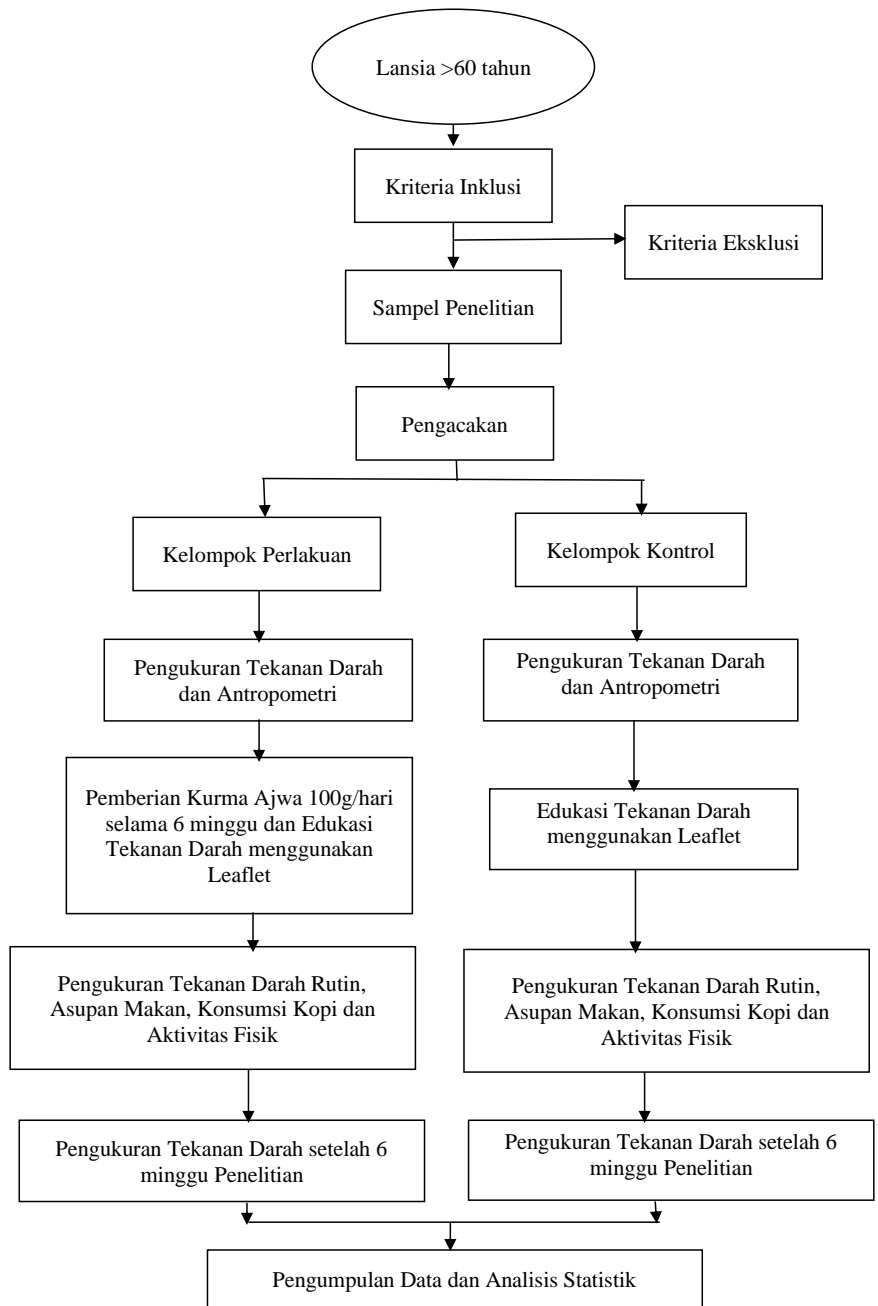 Lansia >60 tahun
Kriteria Inklusi
Kriteria Eksklusi
Sampel Penelitian
Pengacakan
Kelompok Perlakuan
Kelompok Kontrol
Pengukuran Tekanan Darah
dan Antropometri
Pengukuran Tekanan Darah
dan Antropometri
Pemberian Kurma Ajwa 100g/hari
selama 6 minggu dan Edukasi
Tekanan Darah menggunakan
Leaflet
Edukasi Tekanan Darah
menggunakan Leaflet
Pengukuran Tekanan Darah Rutin,
Asupan Makan, Konsumsi Kopi dan
Aktivitas Fisik
Pengukuran Tekanan Darah Rutin,
Asupan Makan, Konsumsi Kopi dan
Aktivitas Fisik
Pengukuran Tekanan Darah setelah 6
minggu Penelitian
Pengukuran Tekanan Darah setelah 6
minggu Penelitian
Pengumpulan Data dan Analisis Statistik